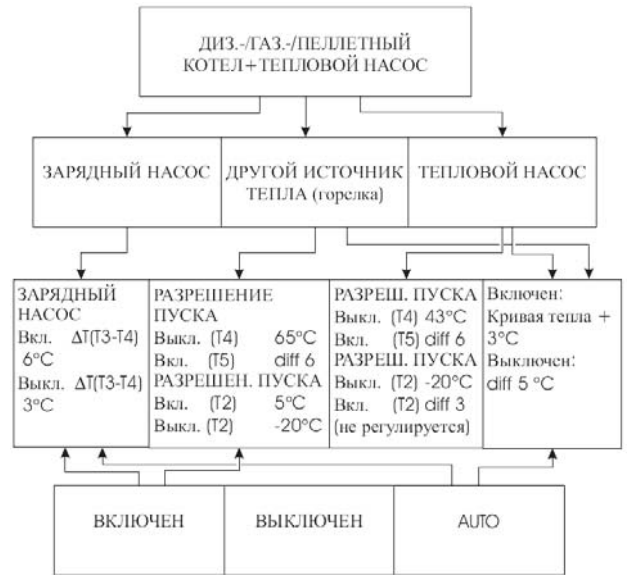 ДИЗ.-/ГАЗ.-/ПЕЛЛЕТНЫЙ
КОТЕЛ+ТЕПЛОВОЙ НАСОС
ЗАРЯДНЫЙ НАСОС
ДРУГОЙ ИСТОЧНИК
ТЕПЛА (горелка)
ТЕПЛОВОЙ НАСОС
ЗАРЯДНЫЙ
НАСОС
Вкл. ΔT(T3-T4)
6°C
Выкл. ΔT(T3-T4)
3°C
РАЗРЕШЕНИЕ
ПУСКА
Выкл. (T4) 65°C
Вкл. (T5) diff 6
РАЗРЕШЕН. ПУСКА
Вкл. (T2) 5°C
Выкл. (T2) -20°C
РАЗРЕШ. ПУСКА
Выкл. (T4) 43°C
Вкл. (T5) diff 6
РАЗРЕШ. ПУСКА
Выкл. (T2) -20°C
Вкл. (T2) diff 3
(не регулируется)
Включен:
Кривая тепла +
3°C
Выключен:
diff 5 °C
ВКЛЮЧЕН
ВЫКЛЮЧЕН
AUTO